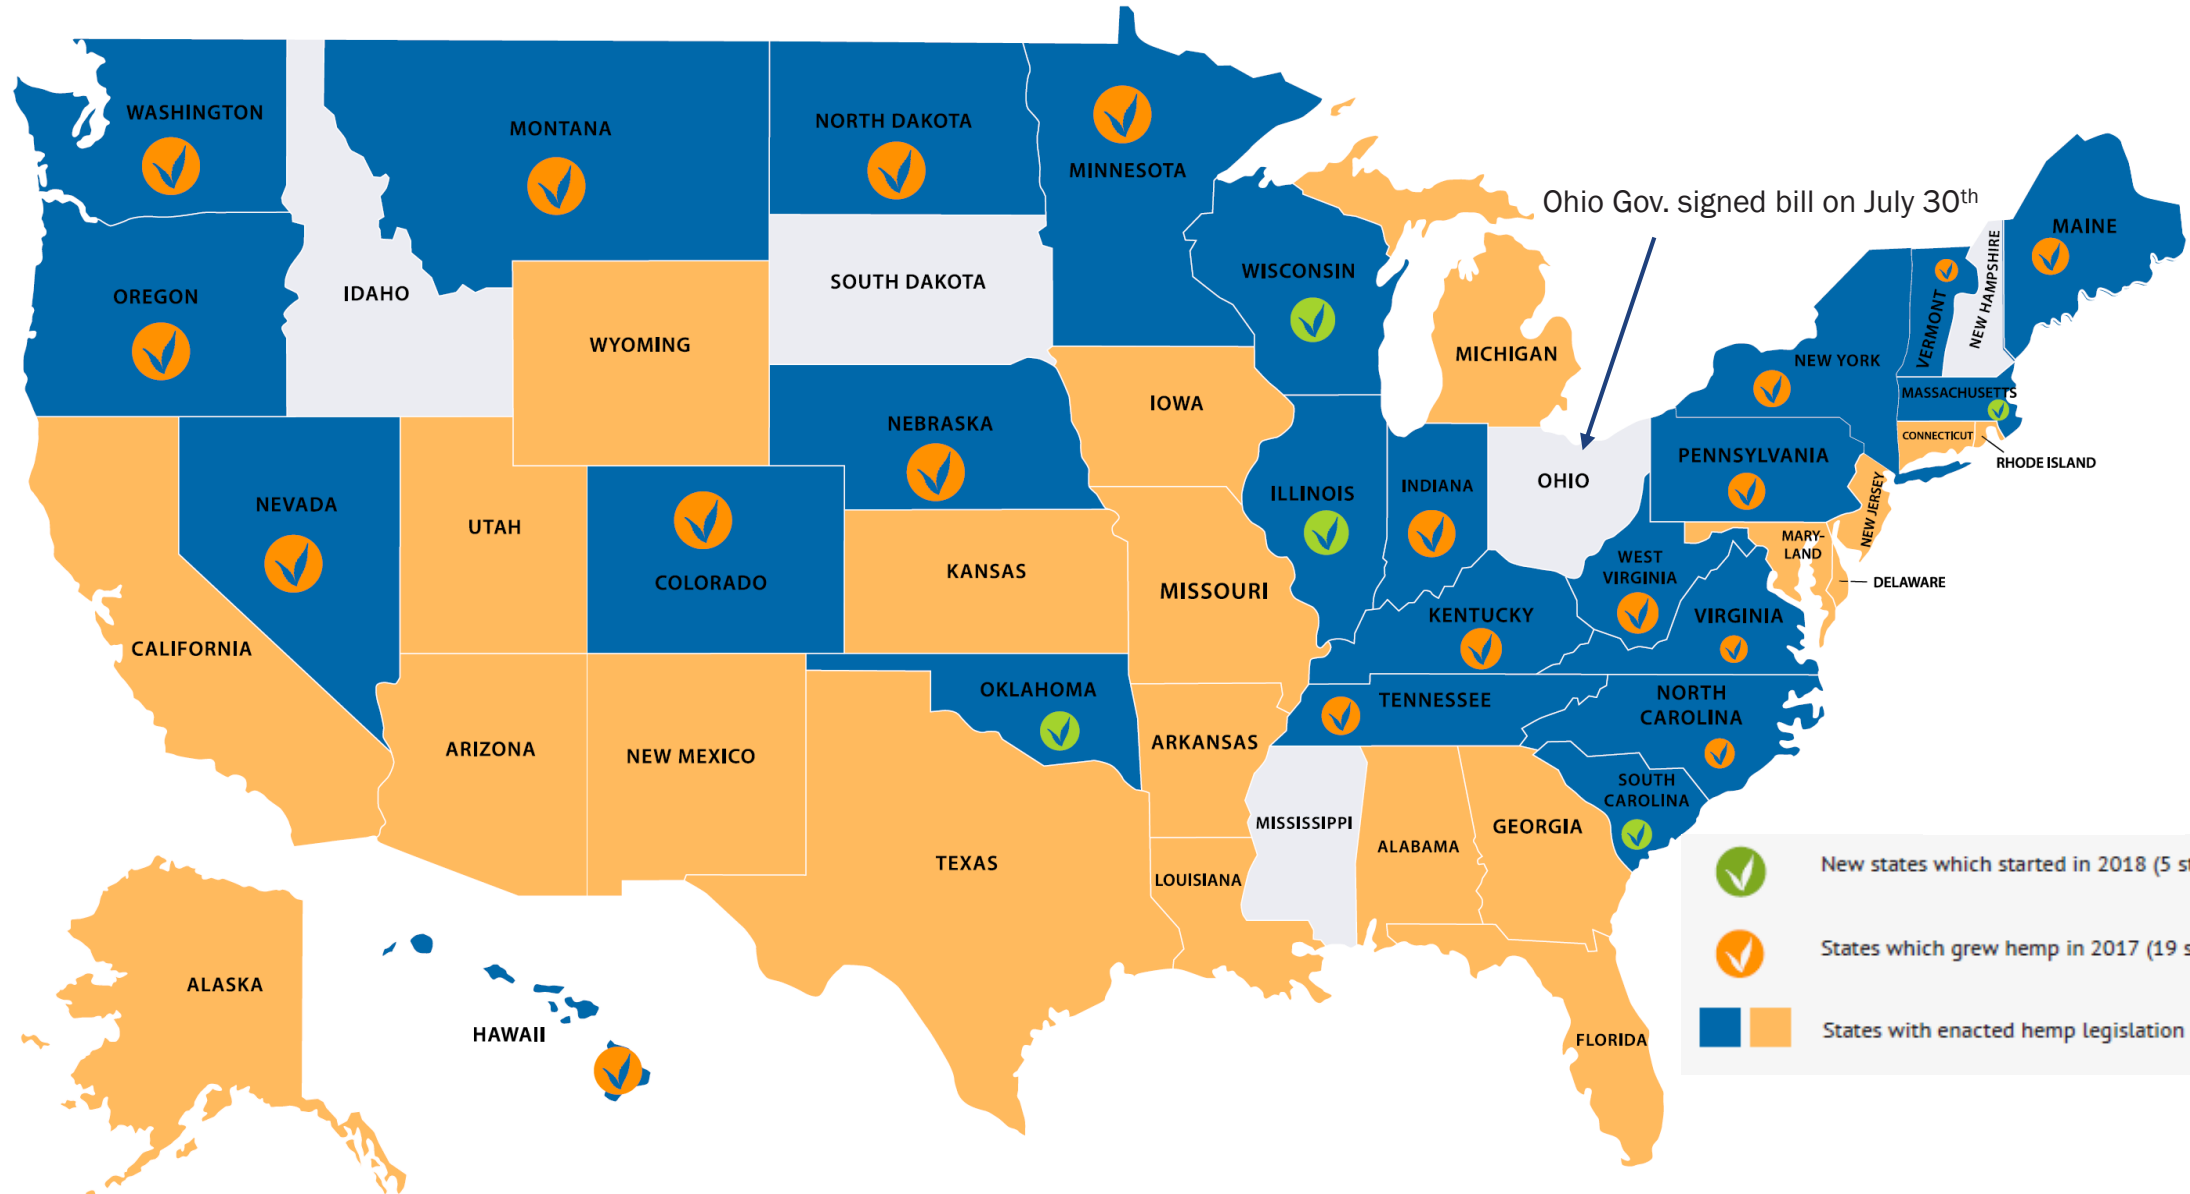 WASHINGTON
MONTANA
NORTH DAKOTA
MINNESOTA
Ohio Gov. signed bill on July 30th
MAINE
NEW HAMPSHIRE
VERMONT
WISCONSIN
SOUTH DAKOTA
IDAHO
OREGON
WYOMING
MICHIGAN
NEW YORK
MASSACHUSETTS
IOWA
NEBRASKA
CONNECTICUT
RHODE ISLAND
PENNSYLVANIA
OHIO
INDIANA
ILLINOIS
NEVADA
UTAH
NEW JERSEY
MARY-
LAND
DELAWARE
COLORADO
KANSAS
MISSOURI
WEST
VIRGINIA
KENTUCKY
VIRGINIA
CALIFORNIA
OKLAHOMA
TENNESSEE
NORTH
CAROLINA
ARIZONA
NEW MEXICO
ARKANSAS
SOUTH
CAROLINA
MISSISSIPPI
GEORGIA
ALABAMA
TEXAS
LOUISIANA
ALASKA
HAWAII
FLORIDA
New states which started in 2018 (5 st
States which grew hemp in 2017 (19 s
States with enacted hemp legislation